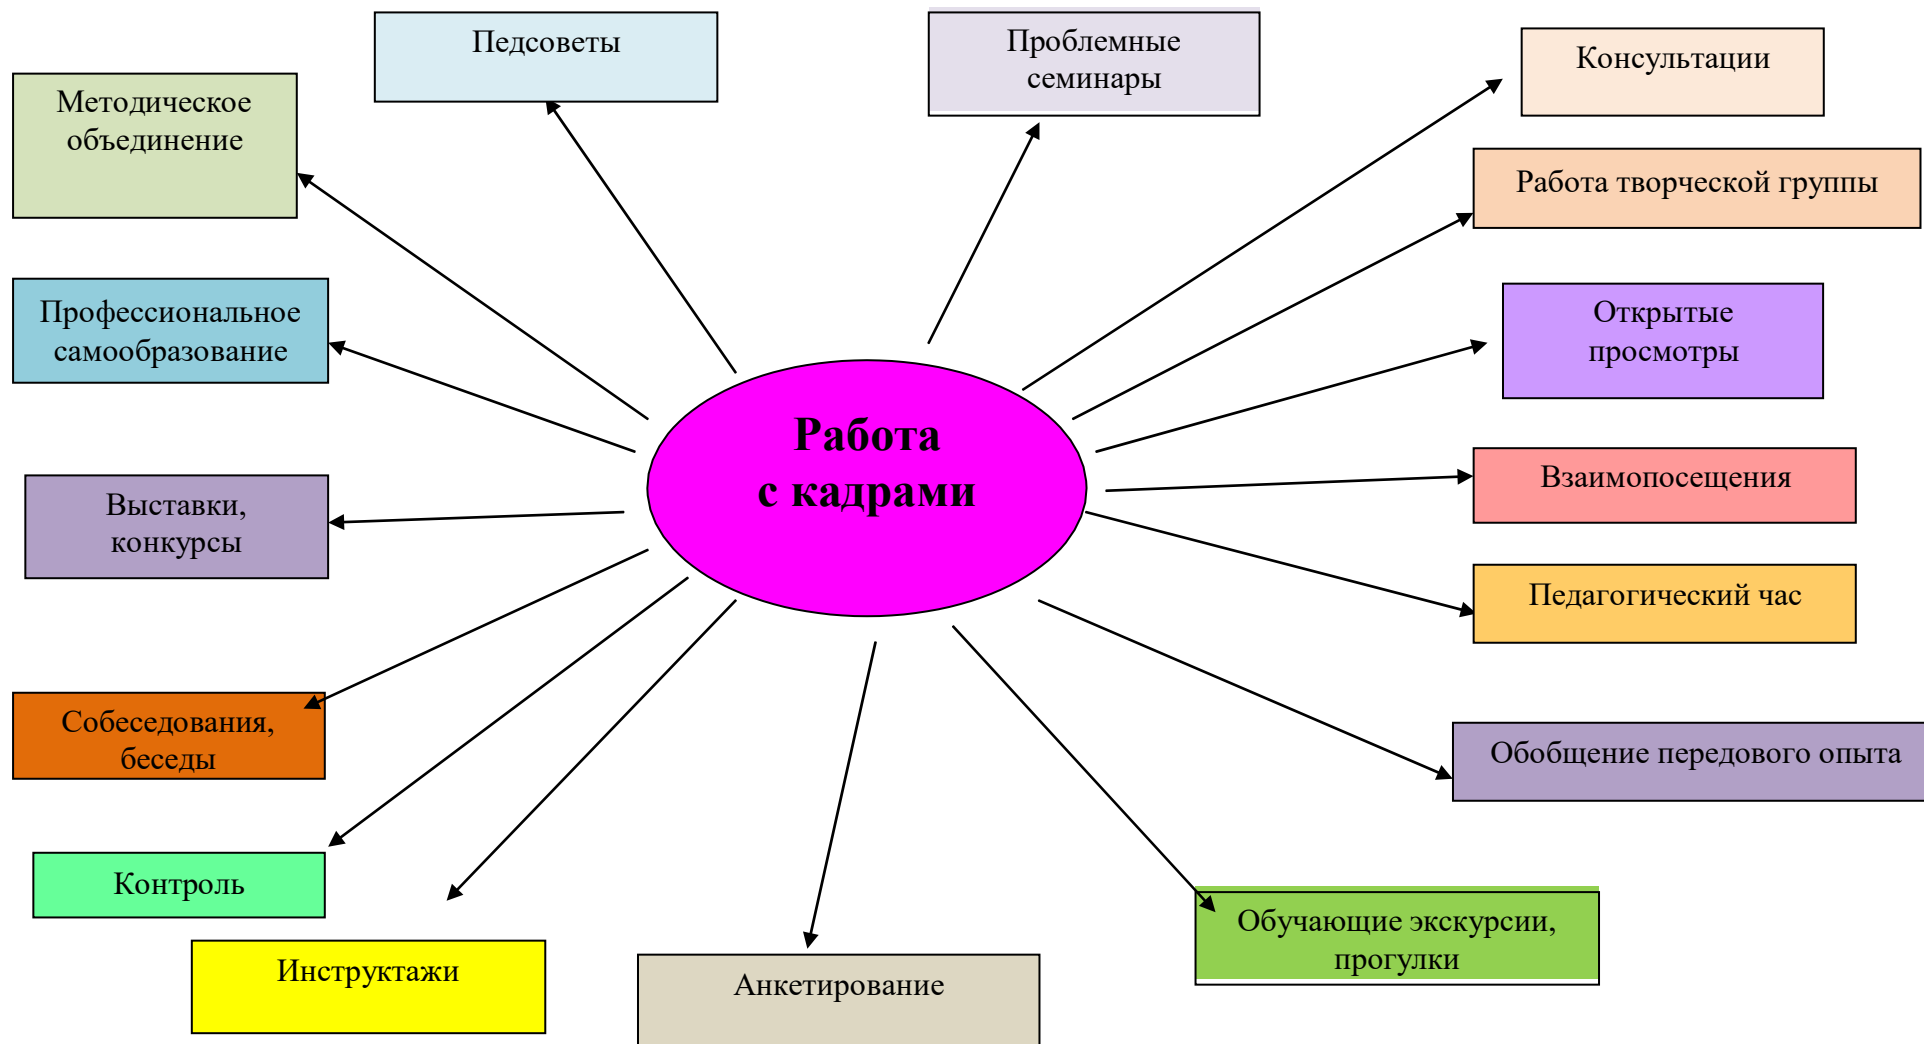 Педсоветы
Проблемные
семинары
Консультации
Методическое
объединение
Работа творческой группы
Профессиональное
самообразование
Открытые
просмотры
Работа
с кадрами
Взаимопосещения
Выставки,
конкурсы
Педагогический час
Собеседования,
беседы
Обобщение передового опыта
Контроль
Обучающие экскурсии,
прогулки
Инструктажи
Анкетирование